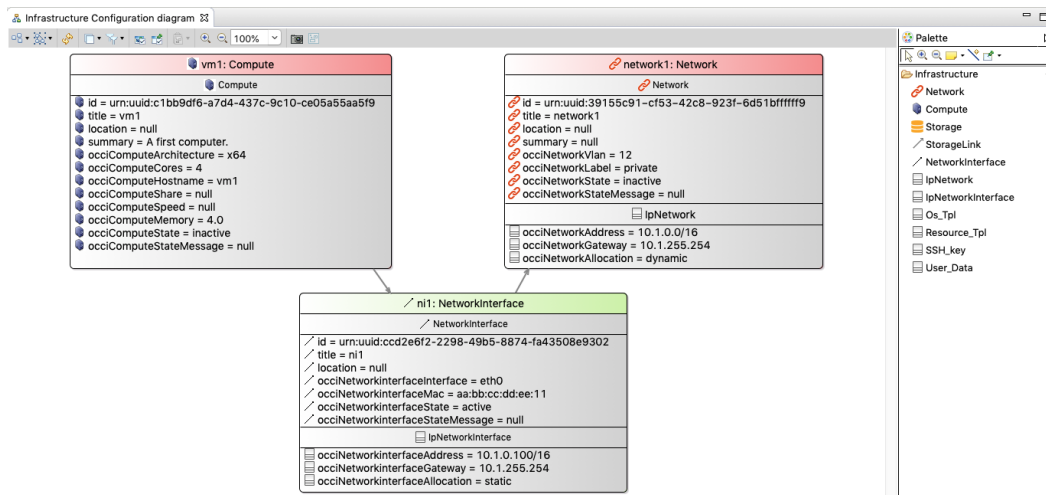 Infrastructure Configuration diagram
100%
vm1: Compute
Compute
id = urn:uuid:c1bb9df6-a7d4-437c-9c10-ce05a55aa5f9
title = vm1
location = null
summary = A first computer.
occiComputeArchitecture = x64
occiComputeCores = 4
occiComputeHostname = vm1
occiComputeShare = null
occiComputeSpeed = null
occiComputeMemory = 4.0
occiComputeState = inactive
occiComputeStateMessage = null
network1: Network
Network
id = urn:uuid:39155c91-cf53-42c8-923f-6d51bffffff9
title = network1
location = null
summary = null
occiNetworkVlan = 12
occiNetworkLabel = private
occiNetworkState = inactive
occiNetworkStateMessage = null
IpNetwork
occiNetworkAddress = 10.1.0.0/16
occiNetworkGateway = 10.1.255.254
occiNetworkAllocation = dynamic
ni1: NetworkInterface
NetworkInterface
id = urn:uuid:ccd2e6f2-2298-49b5-8874-fa43508e9302
title = ni1
location = null
occiNetworkinterfaceInterface = eth0
occiNetworkinterfaceMac = aa:bb:cc:dd:ee:11
occiNetworkinterfaceState = active
occiNetworkinterfaceStateMessage = null
IpNetworkInterface
occiNetworkinterfaceAddress = 10.1.0.100/16
occiNetworkinterfaceGateway = 10.1.255.254
occiNetworkinterfaceAllocation = static
Palette
Infrastructure
Network
Compute
Storage
StorageLink
NetworkInterface
IpNetwork
IpNetworkInterface
Os_Tpl
Resource_Tpl
SSH_key
User_Data